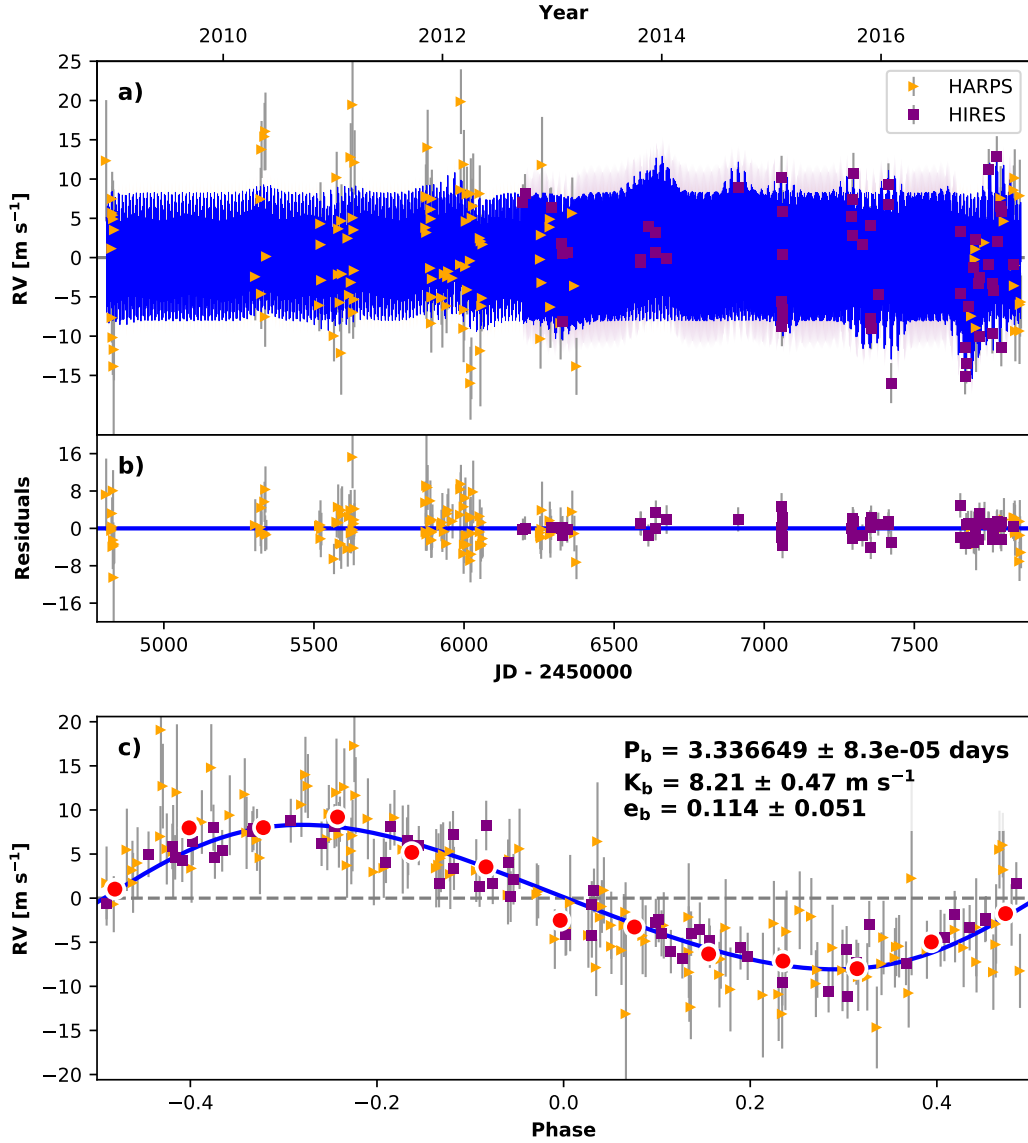 Year
2010 2012 2014 2016
a)
HARPS
HIRES
25
20
15
10
5
0
−5
−10
−15
RV [m s⁻¹]
b)
16
8
0
−8
−16
Residuals
5000 5500 6000 6500 7000 7500
JD - 2450000
c)
P_b = 3.336649 ± 8.3e-05 days
K_b = 8.21 ± 0.47 m s⁻¹
e_b = 0.114 ± 0.051
20
15
10
5
0
−5
−10
−15
−20
RV [m s⁻¹]
−0.4 −0.2 0.0 0.2 0.4
Phase